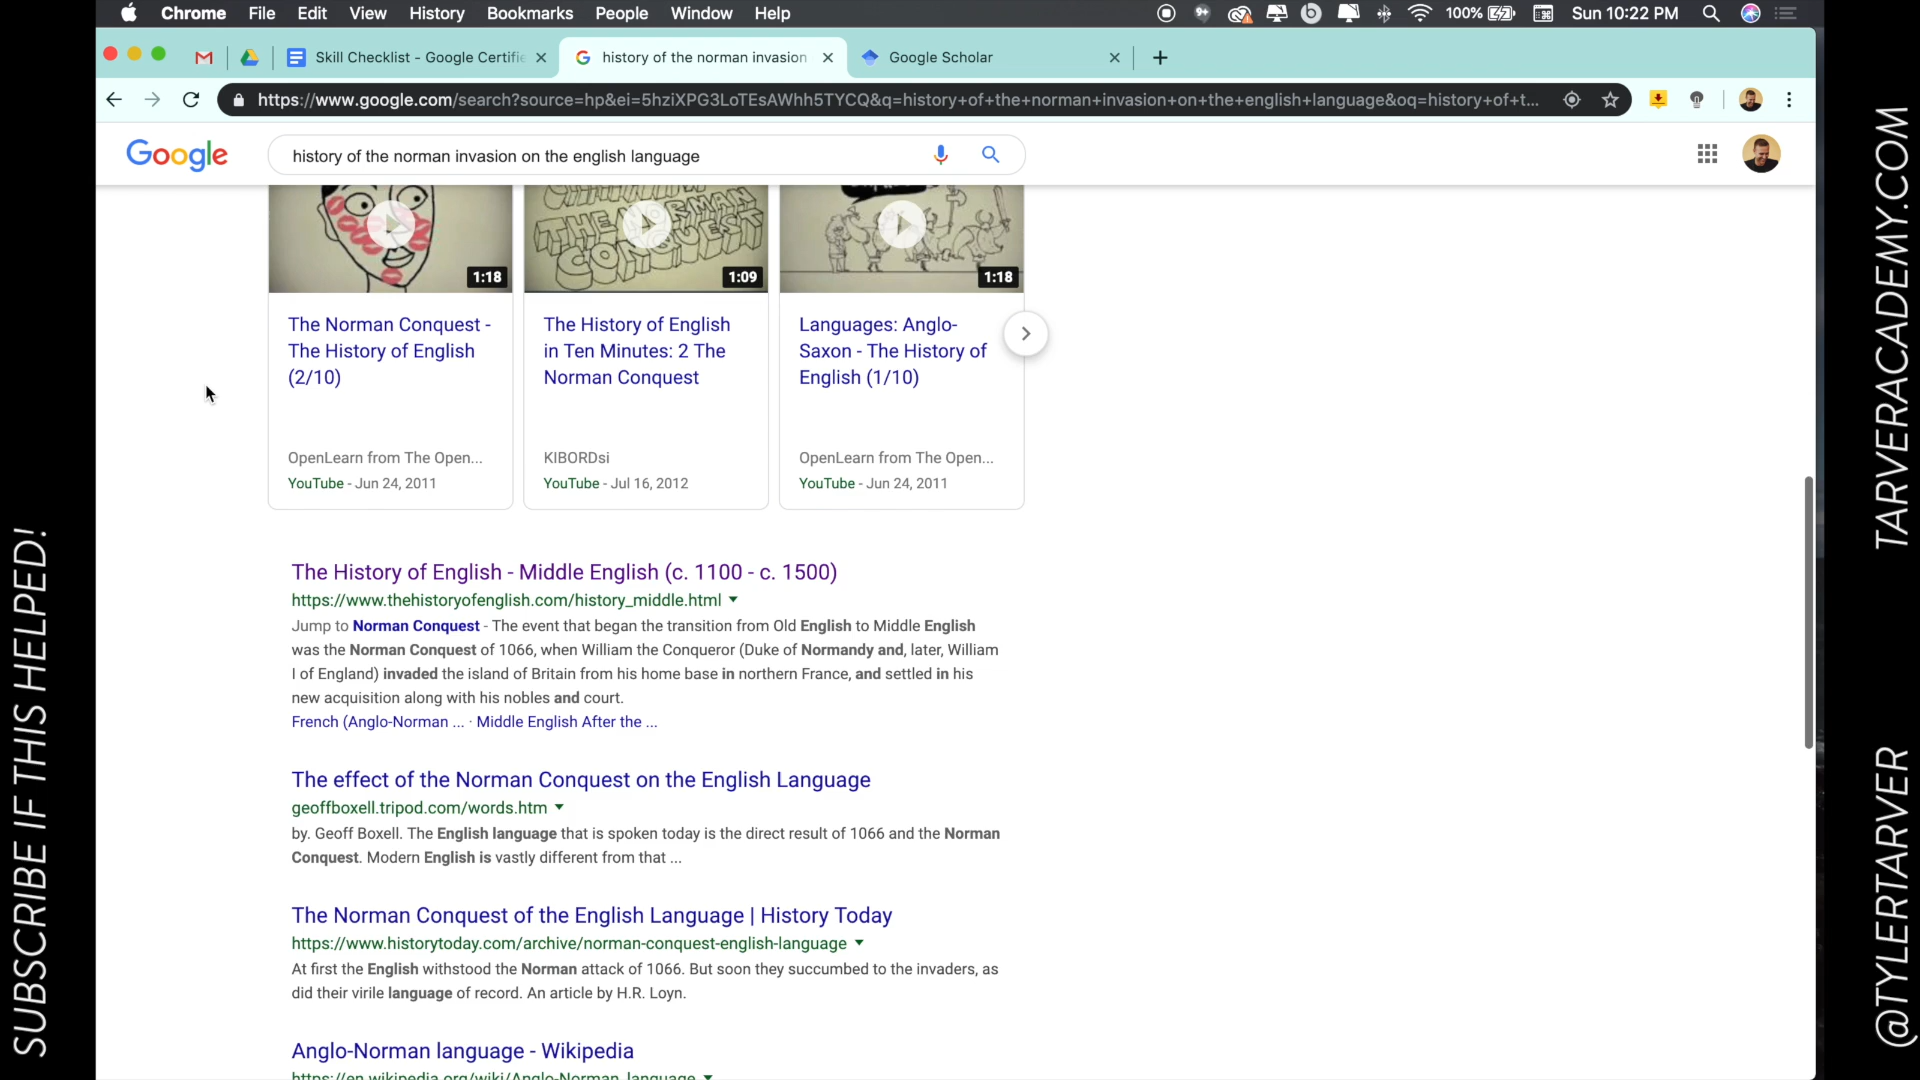 Chrome File Edit View History Bookmarks People Window Help 9+ 100% Sun 10:22 PM
Skill Checklist - Google Certifie history of the norman invasion Google Scholar
https://www.google.com/search?source=hp&ei=5hziXPG3LoTEsAWhh5TYCQ&q=history+of+the+norman+invasion+on+the+english+language&oq=history+of+t...
Google history of the norman invasion on the english language
THE NORMAN
CONQUEST
1:18 1:09 1:18
The Norman Conquest -
The History of English
(2/10)
OpenLearn from The Open...
YouTube - Jun 24, 2011
The History of English
in Ten Minutes: 2 The
Norman Conquest
KIBORDsi
YouTube - Jul 16, 2012
Languages: Anglo-
Saxon - The History of
English (1/10)
OpenLearn from The Open...
YouTube - Jun 24, 2011
The History of English - Middle English (c. 1100 - c. 1500)
https://www.thehistoryofenglish.com/history_middle.html
Jump to Norman Conquest - The event that began the transition from Old English to Middle English
was the Norman Conquest of 1066, when William the Conqueror (Duke of Normandy and, later, William
I of England) invaded the island of Britain from his home base in northern France, and settled in his
new acquisition along with his nobles and court.
French (Anglo-Norman ... · Middle English After the ...
The effect of the Norman Conquest on the English Language
geoffboxell.tripod.com/words.htm
by. Geoff Boxell. The English language that is spoken today is the direct result of 1066 and the Norman
Conquest. Modern English is vastly different from that ...
The Norman Conquest of the English Language | History Today
https://www.historytoday.com/archive/norman-conquest-english-language
At first the English withstood the Norman attack of 1066. But soon they succumbed to the invaders, as
did their virile language of record. An article by H.R. Loyn.
Anglo-Norman language - Wikipedia
https://en.wikipedia.org/wiki/Anglo-Norman_language
SUBSCRIBE IF THIS HELPED!
TARVERACADEMY.COM
@TYLERTARVER